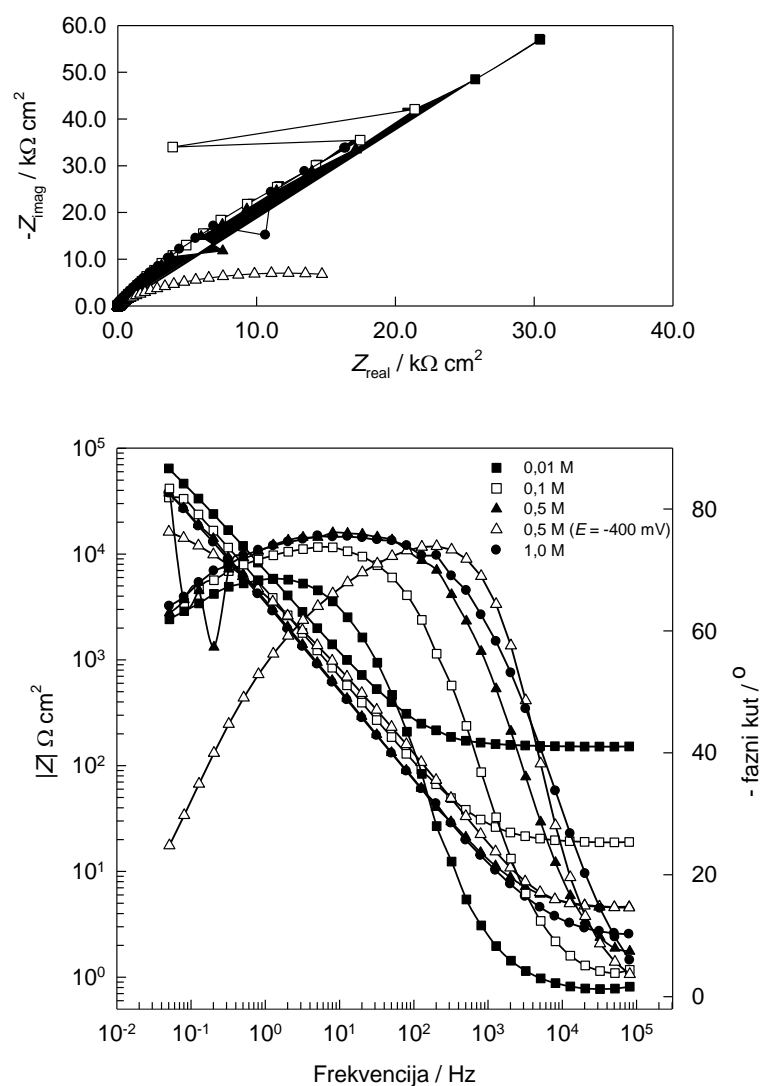 60.0
50.0
40.0
30.0
20.0
10.0
0.0
-Z_imag / kΩ cm²
0.0 10.0 20.0 30.0 40.0
Z_real / kΩ cm²
10⁵
10⁴
10³
10²
10¹
10⁰
|Z| Ω cm²
0,01 M
0,1 M
0,5 M
0,5 M (E = -400 mV)
1,0 M
80
60
40
20
0
- fazni kut / °
10⁻² 10⁻¹ 10⁰ 10¹ 10² 10³ 10⁴ 10⁵
Frekvencija / Hz